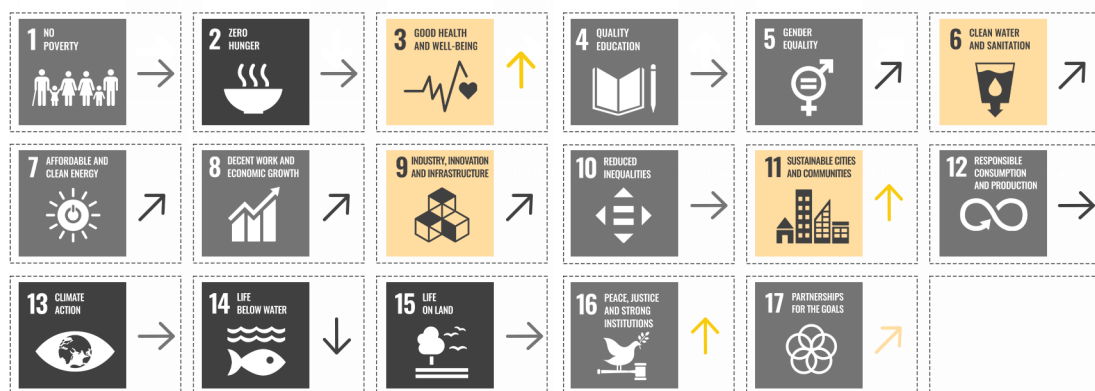 1 NO
POVERTY
2 ZERO
HUNGER
3 GOOD HEALTH
AND WELL-BEING
4 QUALITY
EDUCATION
5 GENDER
EQUALITY
6 CLEAN WATER
AND SANITATION
7 AFFORDABLE AND
CLEAN ENERGY
8 DECENT WORK AND
ECONOMIC GROWTH
9 INDUSTRY, INNOVATION
AND INFRASTRUCTURE
10 REDUCED
INEQUALITIES
11 SUSTAINABLE CITIES
AND COMMUNITIES
12 RESPONSIBLE
CONSUMPTION
AND PRODUCTION
13 CLIMATE
ACTION
14 LIFE
BELOW WATER
15 LIFE
ON LAND
16 PEACE, JUSTICE
AND STRONG
INSTITUTIONS
17 PARTNERSHIPS
FOR THE GOALS